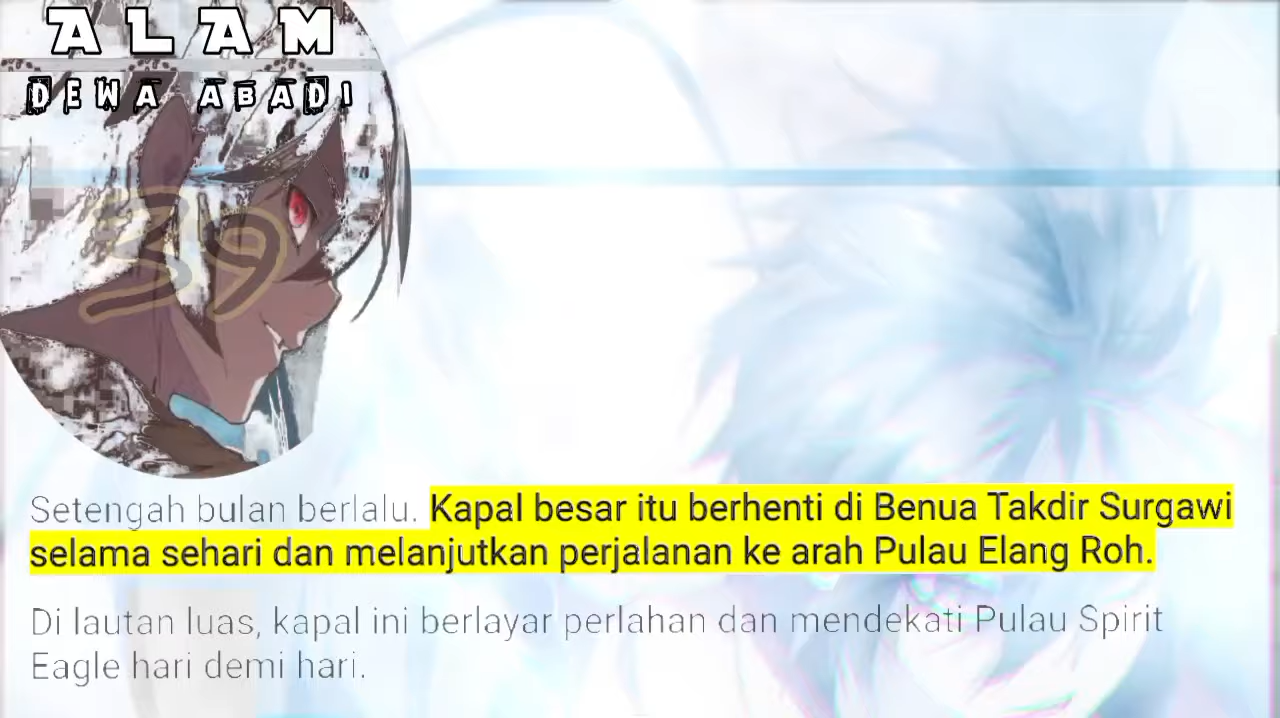 ALAM
DEWA ABADI
39
Setengah bulan berlalu. Kapal besar itu berhenti di Benua Takdir Surgawi
selama sehari dan melanjutkan perjalanan ke arah Pulau Elang Roh.
Di lautan luas, kapal ini berlayar perlahan dan mendekati Pulau Spirit
Eagle hari demi hari.